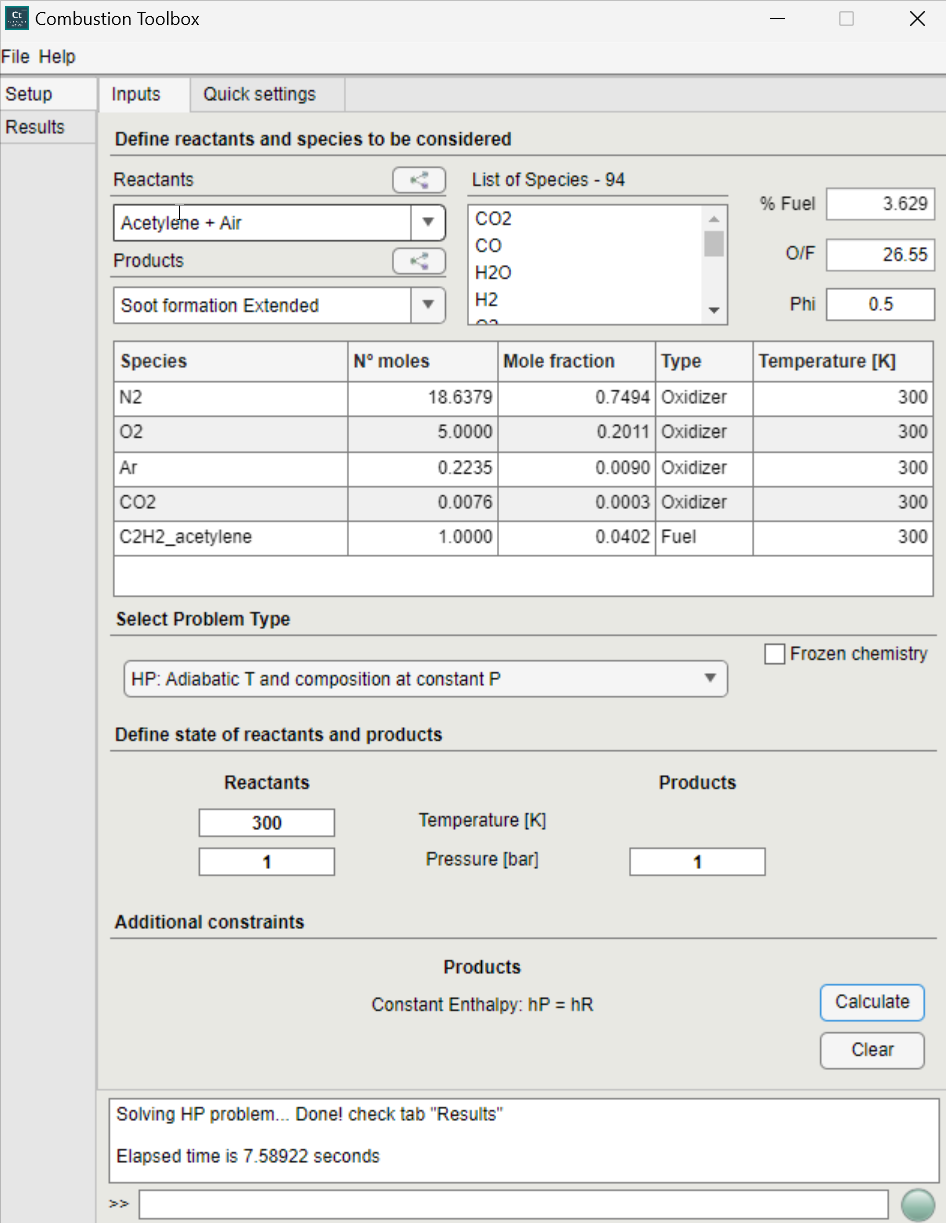 Ct
Combustion Toolbox
File Help
Setup
Results
Inputs
Quick settings
Define reactants and species to be considered
Reactants
Acetylene + Air
Products
Soot formation Extended
List of Species - 94
CO2
CO
H2O
H2
O2
% Fuel 3.629
O/F 26.55
Phi 0.5
Species N° moles Mole fraction Type Temperature [K]
N2 18.6379 0.7494 Oxidizer 300
O2 5.0000 0.2011 Oxidizer 300
Ar 0.2235 0.0090 Oxidizer 300
CO2 0.0076 0.0003 Oxidizer 300
C2H2_acetylene 1.0000 0.0402 Fuel 300
Select Problem Type
Frozen chemistry
HP: Adiabatic T and composition at constant P
Define state of reactants and products
Reactants Products
300 Temperature [K]
1 Pressure [bar] 1
Additional constraints
Products
Constant Enthalpy: hP = hR
Calculate
Clear
Solving HP problem... Done! check tab "Results"
Elapsed time is 7.58922 seconds
>>